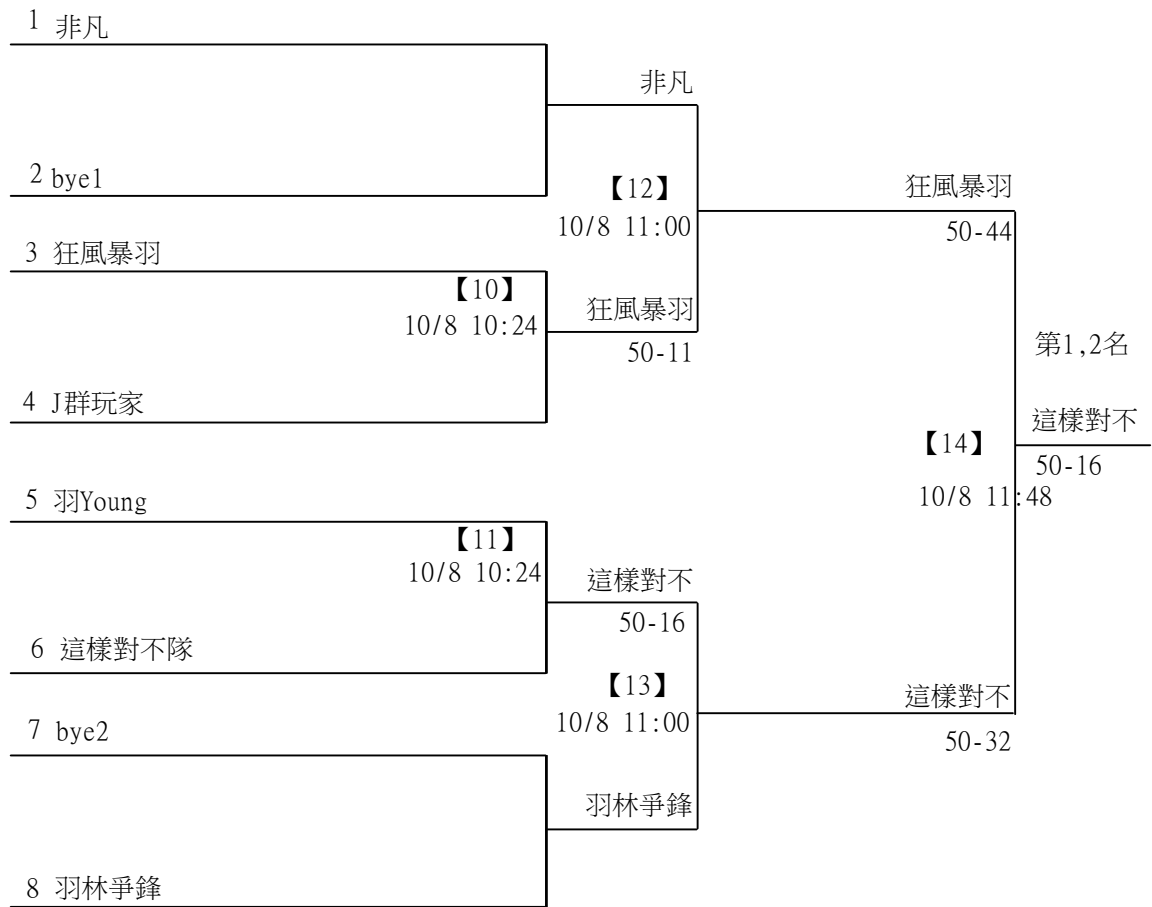 1 非凡
非凡
2 bye1
【12】
狂風暴羽
10/8 11:00
50-44
3 狂風暴羽
【10】
狂風暴羽
10/8 10:24
50-11
第1,2名
4 J群玩家
這樣對不
【14】
50-16
10/8 11:48
5 羽Young
【11】
10/8 10:24
這樣對不
50-16
6 這樣對不隊
【13】
這樣對不
10/8 11:00
7 bye2
50-32
羽林爭鋒
8 羽林爭鋒